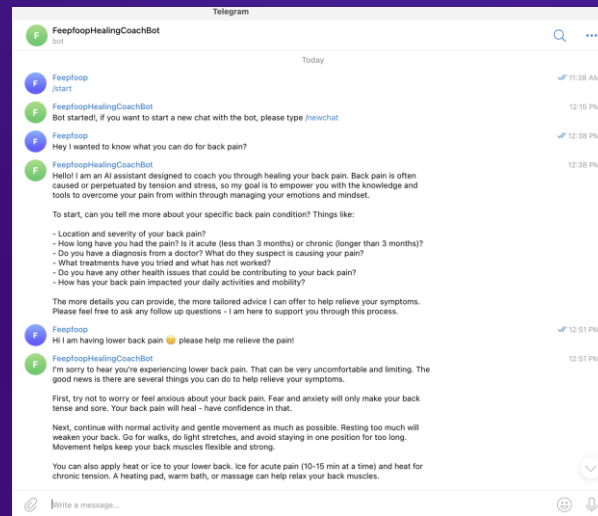 Telegram
F
FeepfoopHealingCoachBot
bot
Today
F
Feepfoop
11:38 AM
/start
F
FeepfoopHealingCoachBot
12:15 PM
Bot started!, if you want to start a new chat with the bot, please type /newchat
F
Feepfoop
12:38 PM
Hey I wanted to know what you can do for back pain?
F
FeepfoopHealingCoachBot
12:38 PM
Hello! I am an AI assistant designed to coach you through healing your back pain. Back pain is often
caused or perpetuated by tension and stress, so my goal is to empower you with the knowledge and
tools to overcome your pain from within through managing your emotions and mindset.
To start, can you tell me more about your specific back pain condition? Things like:
- Location and severity of your back pain?
- How long have you had the pain? Is it acute (less than 3 months) or chronic (longer than 3 months)?
- Do you have a diagnosis from a doctor? What do they suspect is causing your pain?
- What treatments have you tried and what has not worked?
- Do you have any other health issues that could be contributing to your back pain?
- How has your back pain impacted your daily activities and mobility?
The more details you can provide, the more tailored advice I can offer to help relieve your symptoms.
Please feel free to ask any follow up questions - I am here to support you through this process.
F
Feepfoop
12:51 PM
Hi I am having lower back pain 😕 please help me relieve the pain!
F
FeepfoopHealingCoachBot
12:51 PM
I'm sorry to hear you're experiencing lower back pain. That can be very uncomfortable and limiting. The
good news is there are several things you can do to help relieve your symptoms.
First, try not to worry or feel anxious about your back pain. Fear and anxiety will only make your back
tense and sore. Your back pain will heal - have confidence in that.
Next, continue with normal activity and gentle movement as much as possible. Resting too much will
weaken your back. Go for walks, do light stretches, and avoid staying in one position for too long.
Movement helps keep your back muscles flexible and strong.
You can also apply heat or ice to your lower back. Ice for acute pain (10-15 min at a time) and heat for
chronic tension. A heating pad, warm bath, or massage can help relax your back muscles.
Write a message...